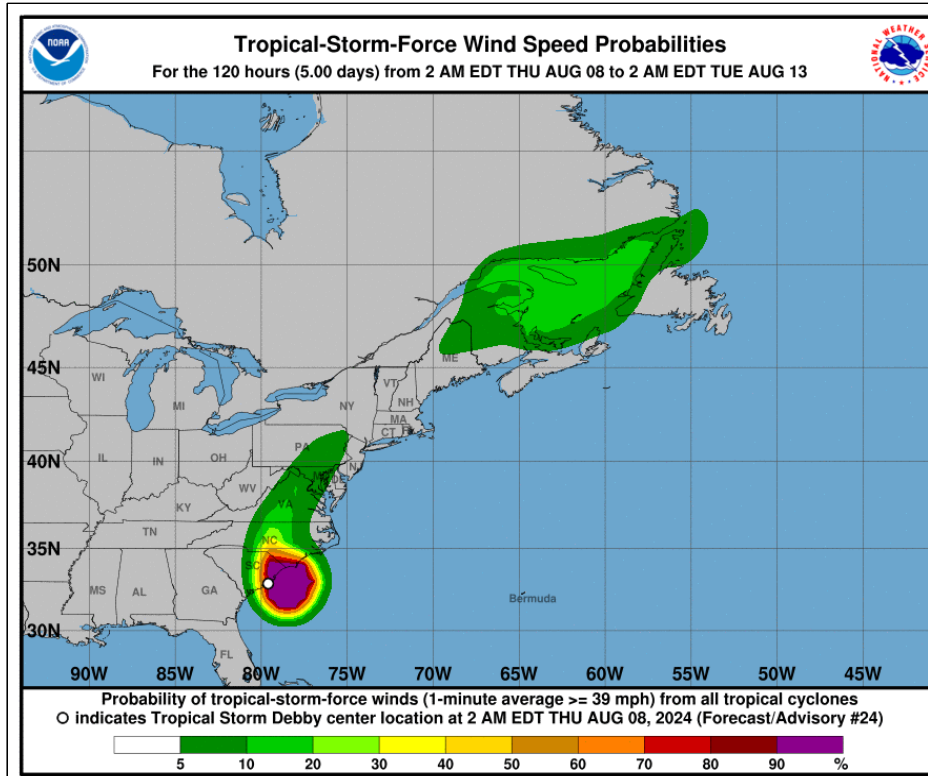 Tropical-Storm-Force Wind Speed Probabilities
For the 120 hours (5.00 days) from 2 AM EDT THU AUG 08 to 2 AM EDT TUE AUG 13
NOAA
NATIONAL WEATHER SERVICE
50N
45N
ME
WI
VT
MI
NY
NH
MA
CT
40N
PA
IL
IN
OH
WV
VA
KY
35N
NC
TN
SC
MS
AL
GA
Bermuda
30N
FL
90W 85W 80W 75W 70W 65W 60W 55W 50W 45W
Probability of tropical-storm-force winds (1-minute average >= 39 mph) from all tropical cyclones
indicates Tropical Storm Debby center location at 2 AM EDT THU AUG 08, 2024 (Forecast/Advisory #24)
5 10 20 30 40 50 60 70 80 90 %